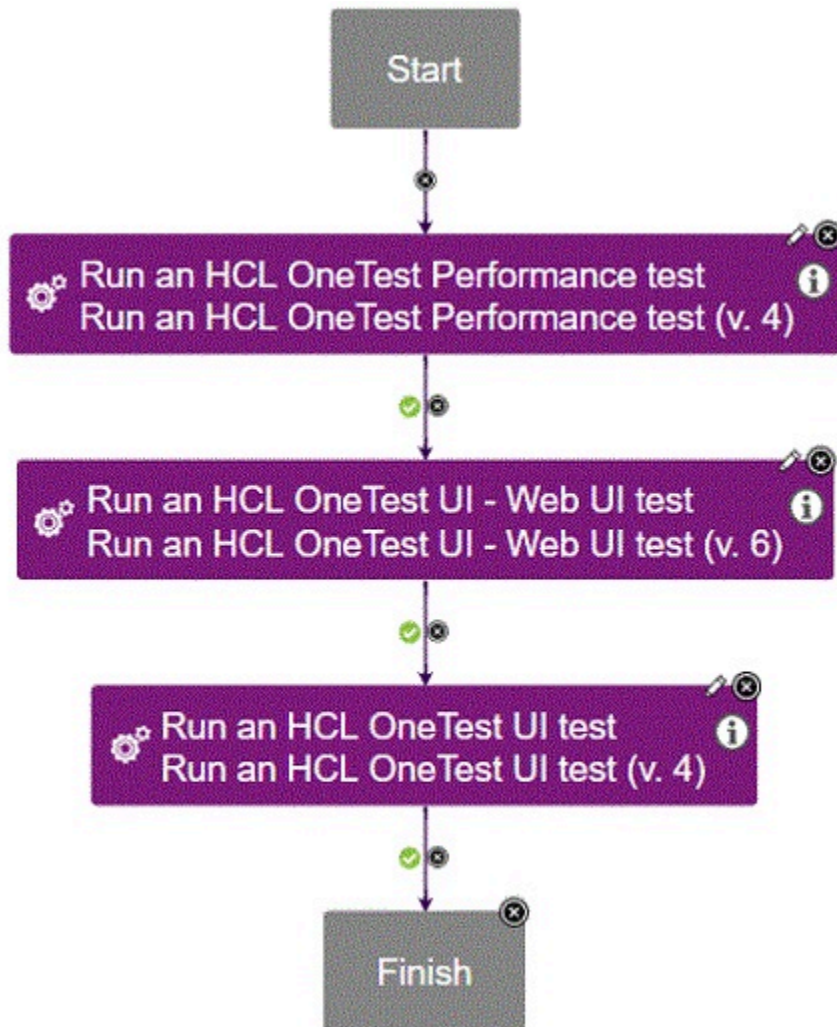 Start
Run an HCL OneTest Performance test
Run an HCL OneTest Performance test (v. 4)
Run an HCL OneTest UI - Web UI test
Run an HCL OneTest UI - Web UI test (v. 6)
Run an HCL OneTest UI test
Run an HCL OneTest UI test (v. 4)
Finish